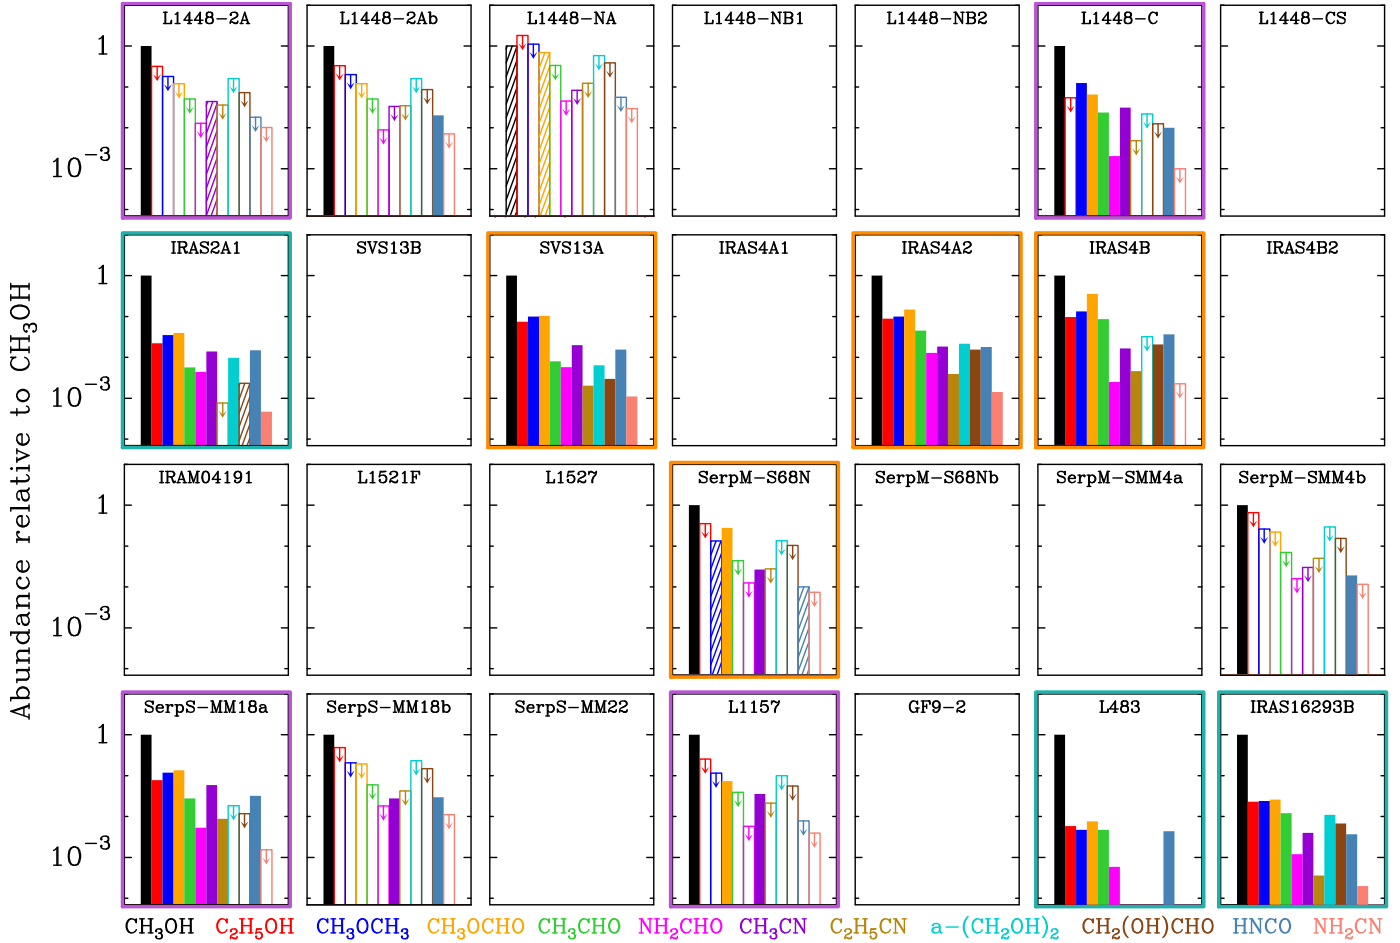 L1448-2A L1448-2Ab L1448-NA L1448-NB1 L1448-NB2 L1448-C L1448-CS
1
10⁻³
IRAS2A1 SVS13B SVS13A IRAS4A1 IRAS4A2 IRAS4B IRAS4B2
1
10⁻³
IRAM04191 L1521F L1527 SerpM-S68N SerpM-S68Nb SerpM-SMM4a SerpM-SMM4b
1
10⁻³
SerpS-MM18a SerpS-MM18b SerpS-MM22 L1157 GF9-2 L483 IRAS16293B
1
10⁻³
Abundance relative to CH₃OH
CH₃OH C₂H₅OH CH₃OCH₃ CH₃OCHO CH₃CHO NH₂CHO CH₃CN C₂H₅CN a-(CH₂OH)₂ CH₂(OH)CHO HNCO NH₂CN